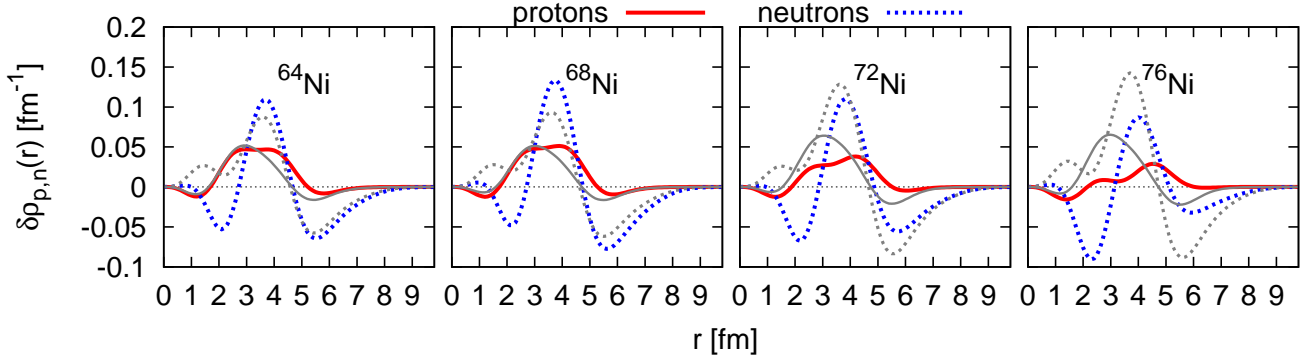 protons neutrons
0.2
0.15
0.1
0.05
0
-0.05
-0.1
δρp,n(r) [fm-1]
64Ni
68Ni
72Ni
76Ni
0 1 2 3 4 5 6 7 8 9
0 1 2 3 4 5 6 7 8 9
0 1 2 3 4 5 6 7 8 9
0 1 2 3 4 5 6 7 8 9
r [fm]